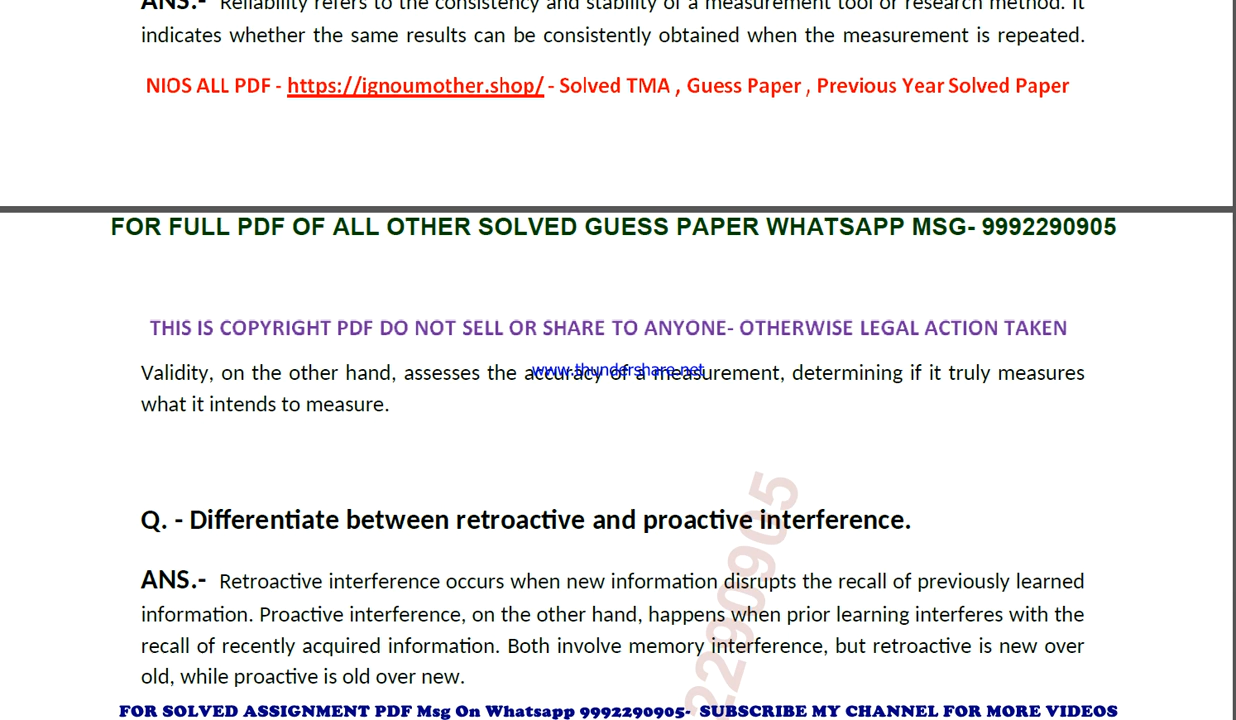 ANS.- Reliability refers to the consistency and stability of a measurement tool or research method. It
indicates whether the same results can be consistently obtained when the measurement is repeated.
NIOS ALL PDF - https://ignoumother.shop/ - Solved TMA , Guess Paper , Previous Year Solved Paper
FOR FULL PDF OF ALL OTHER SOLVED GUESS PAPER WHATSAPP MSG- 9992290905
THIS IS COPYRIGHT PDF DO NOT SELL OR SHARE TO ANYONE- OTHERWISE LEGAL ACTION TAKEN
Validity, on the other hand, assesses the accuracy of a measurement, determining if it truly measures
www.thundershare.net
what it intends to measure.
Q. - Differentiate between retroactive and proactive interference.
ANS.- Retroactive interference occurs when new information disrupts the recall of previously learned
information. Proactive interference, on the other hand, happens when prior learning interferes with the
recall of recently acquired information. Both involve memory interference, but retroactive is new over
old, while proactive is old over new.
2290905
FOR SOLVED ASSIGNMENT PDF Msg On Whatsapp 9992290905- SUBSCRIBE MY CHANNEL FOR MORE VIDEOS